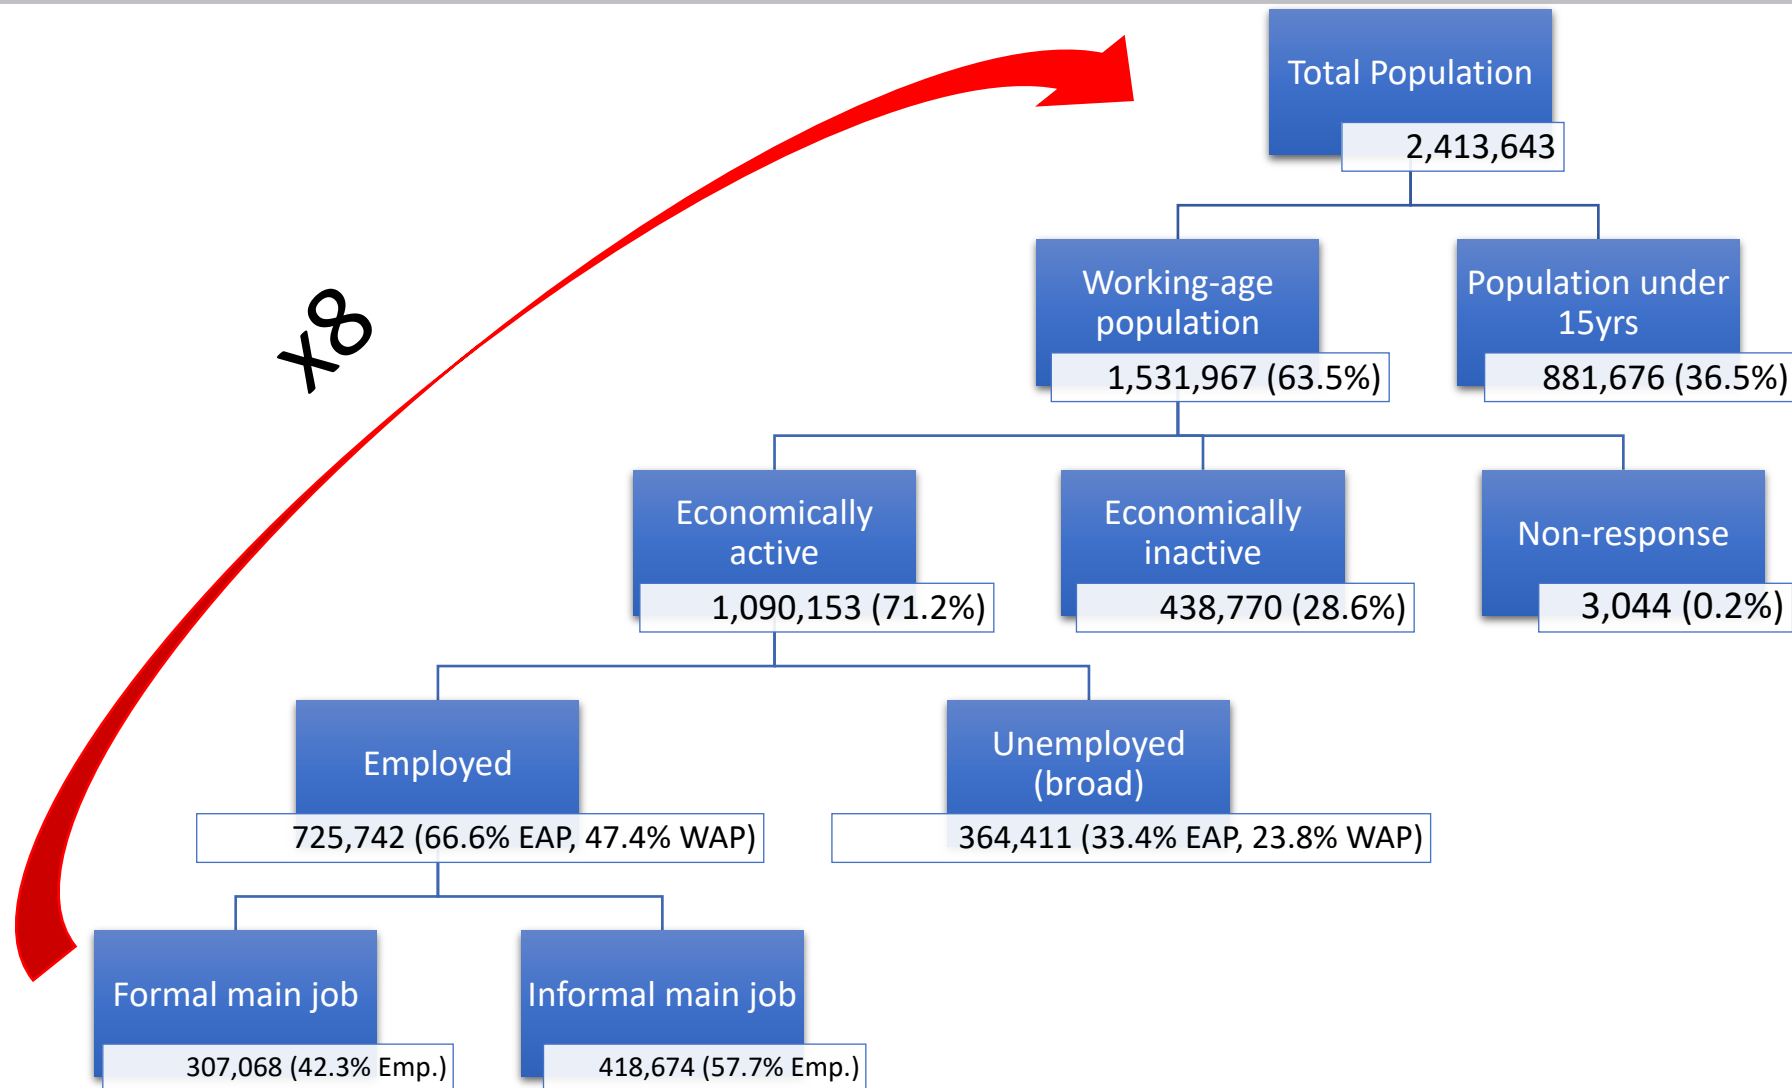 Total Population
2,413,643
x8
Working-age
population
1,531,967 (63.5%)
Population under
15yrs
881,676 (36.5%)
Economically
active
1,090,153 (71.2%)
Economically
inactive
438,770 (28.6%)
Non-response
3,044 (0.2%)
Employed
725,742 (66.6% EAP, 47.4% WAP)
Unemployed
(broad)
364,411 (33.4% EAP, 23.8% WAP)
Formal main job
307,068 (42.3% Emp.)
Informal main job
418,674 (57.7% Emp.)